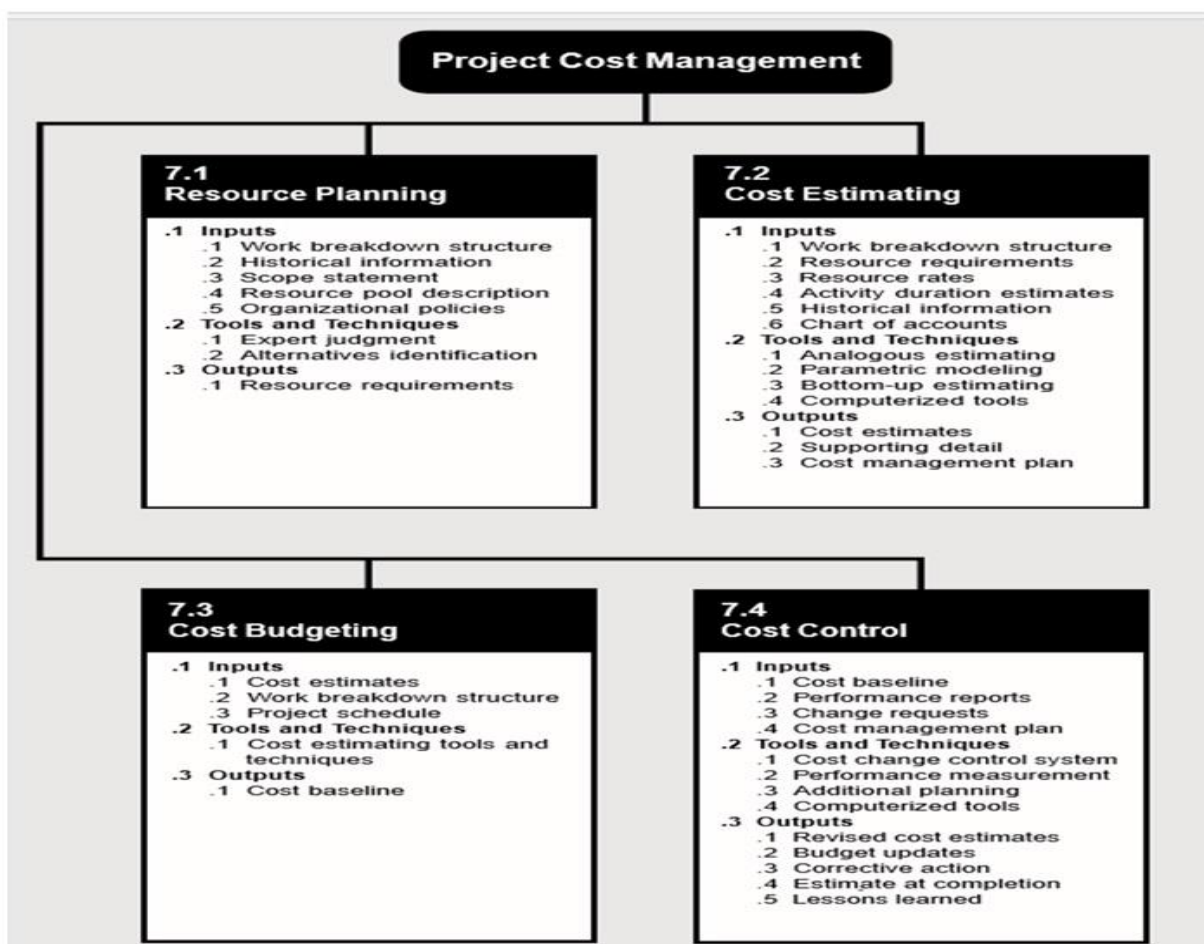 Project Cost Management
7.1
Resource Planning
.1 Inputs
.1 Work breakdown structure
.2 Historical information
.3 Scope statement
.4 Resource pool description
.5 Organizational policies
.2 Tools and Techniques
.1 Expert judgment
.2 Alternatives identification
.3 Outputs
.1 Resource requirements
7.2
Cost Estimating
.1 Inputs
.1 Work breakdown structure
.2 Resource requirements
.3 Resource rates
.4 Activity duration estimates
.5 Historical information
.6 Chart of accounts
.2 Tools and Techniques
.1 Analogous estimating
.2 Parametric modeling
.3 Bottom-up estimating
.4 Computerized tools
.3 Outputs
.1 Cost estimates
.2 Supporting detail
.3 Cost management plan
7.3
Cost Budgeting
.1 Inputs
.1 Cost estimates
.2 Work breakdown structure
.3 Project schedule
.2 Tools and Techniques
.1 Cost estimating tools and
techniques
.3 Outputs
.1 Cost baseline
7.4
Cost Control
.1 Inputs
.1 Cost baseline
.2 Performance reports
.3 Change requests
.4 Cost management plan
.2 Tools and Techniques
.1 Cost change control system
.2 Performance measurement
.3 Additional planning
.4 Computerized tools
.3 Outputs
.1 Revised cost estimates
.2 Budget updates
.3 Corrective action
.4 Estimate at completion
.5 Lessons learned